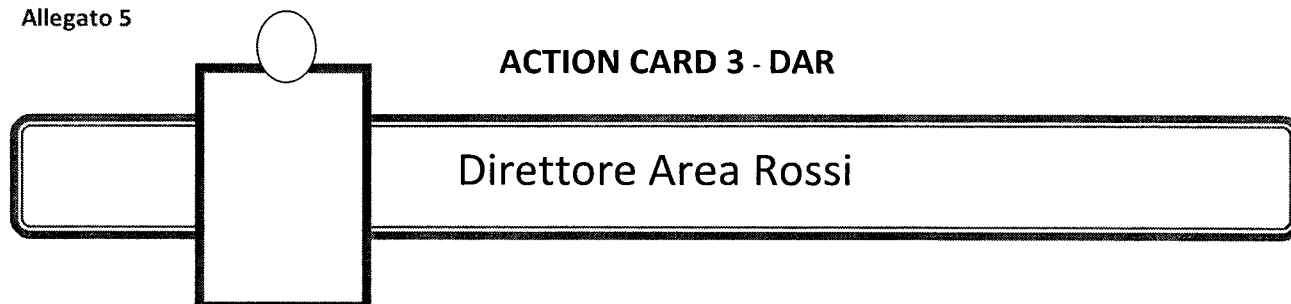 Allegato 5
ACTION CARD 3 - DAR
Direttore Area Rossi